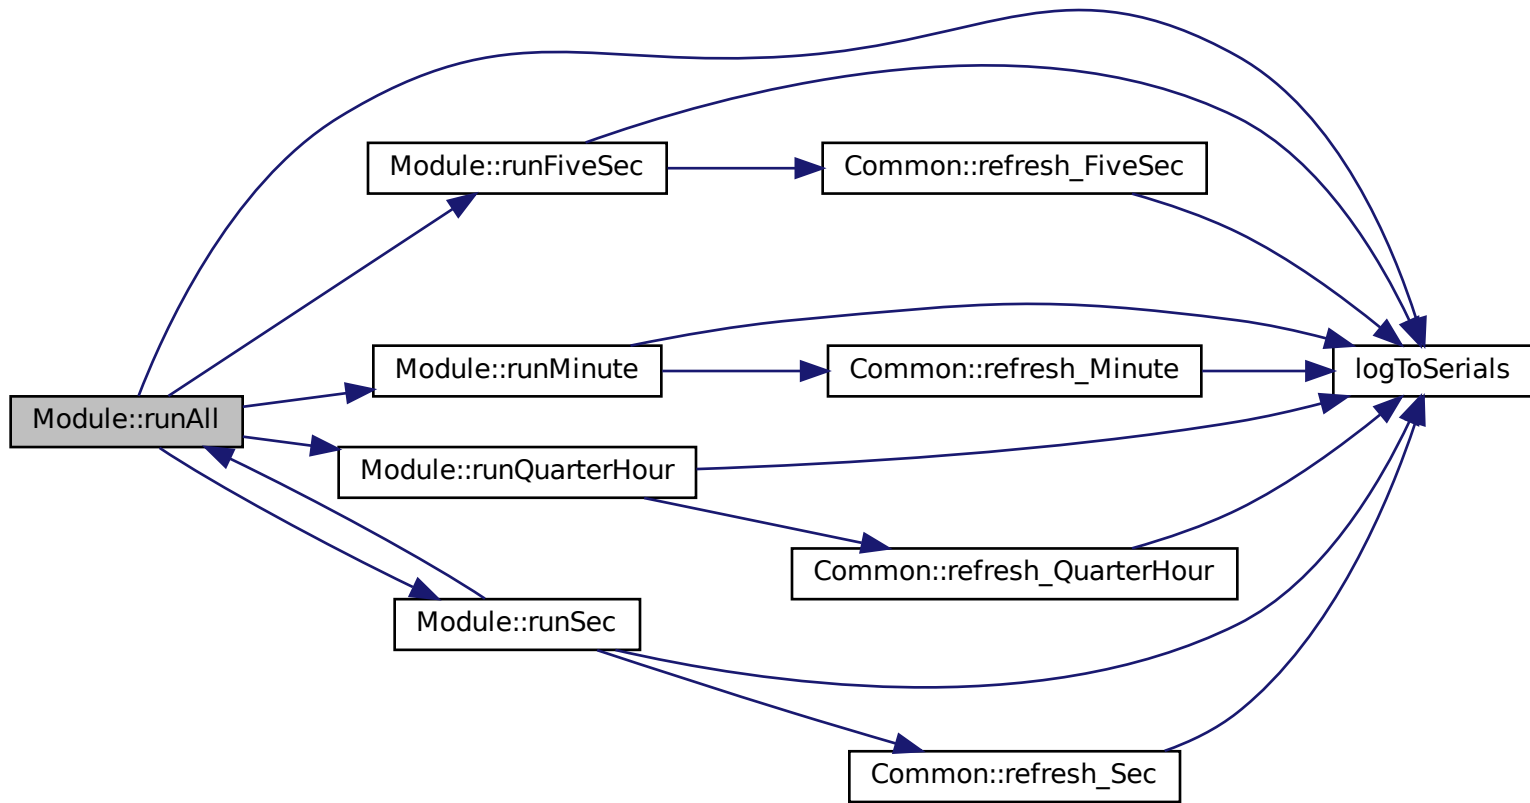 Module::runFiveSec
Common::refresh_FiveSec
Module::runMinute
Common::refresh_Minute
logToSerials
Module::runAll
Module::runQuarterHour
Common::refresh_QuarterHour
Module::runSec
Common::refresh_Sec